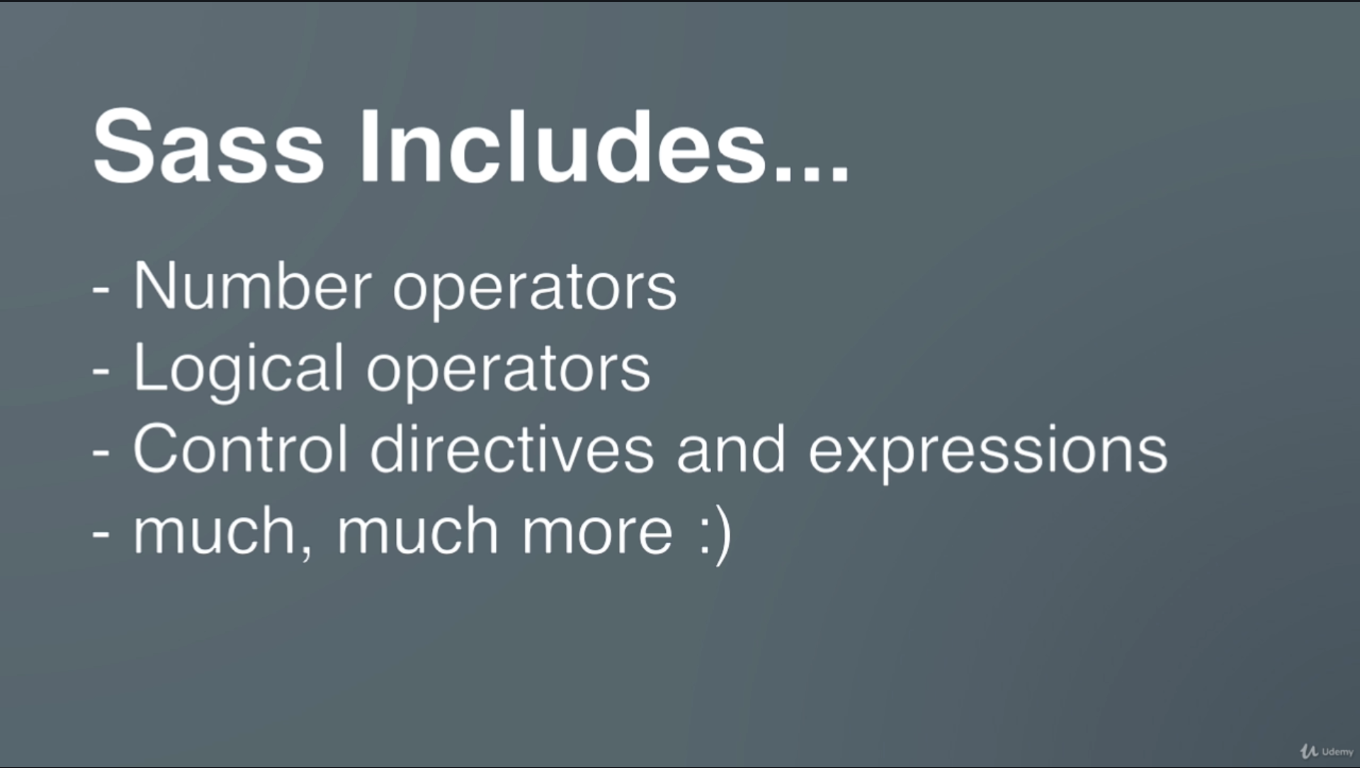 Sass Includes...
- Number operators
- Logical operators
- Control directives and expressions
- much, much more :)
Udemy